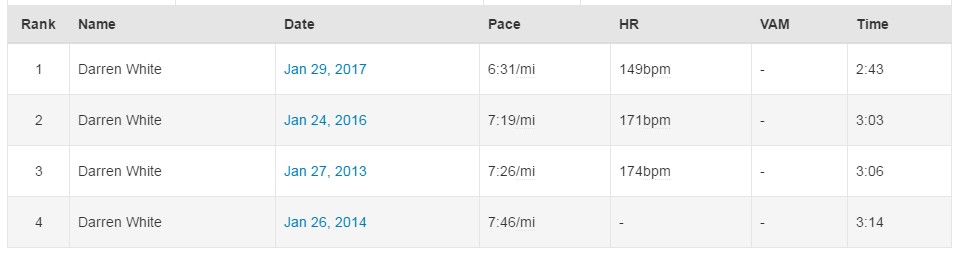 Rank Name Date Pace HR VAM Time
1 Darren White Jan 29, 2017 6:31/mi 149bpm - 2:43
2 Darren White Jan 24, 2016 7:19/mi 171bpm - 3:03
3 Darren White Jan 27, 2013 7:26/mi 174bpm - 3:06
4 Darren White Jan 26, 2014 7:46/mi - - 3:14